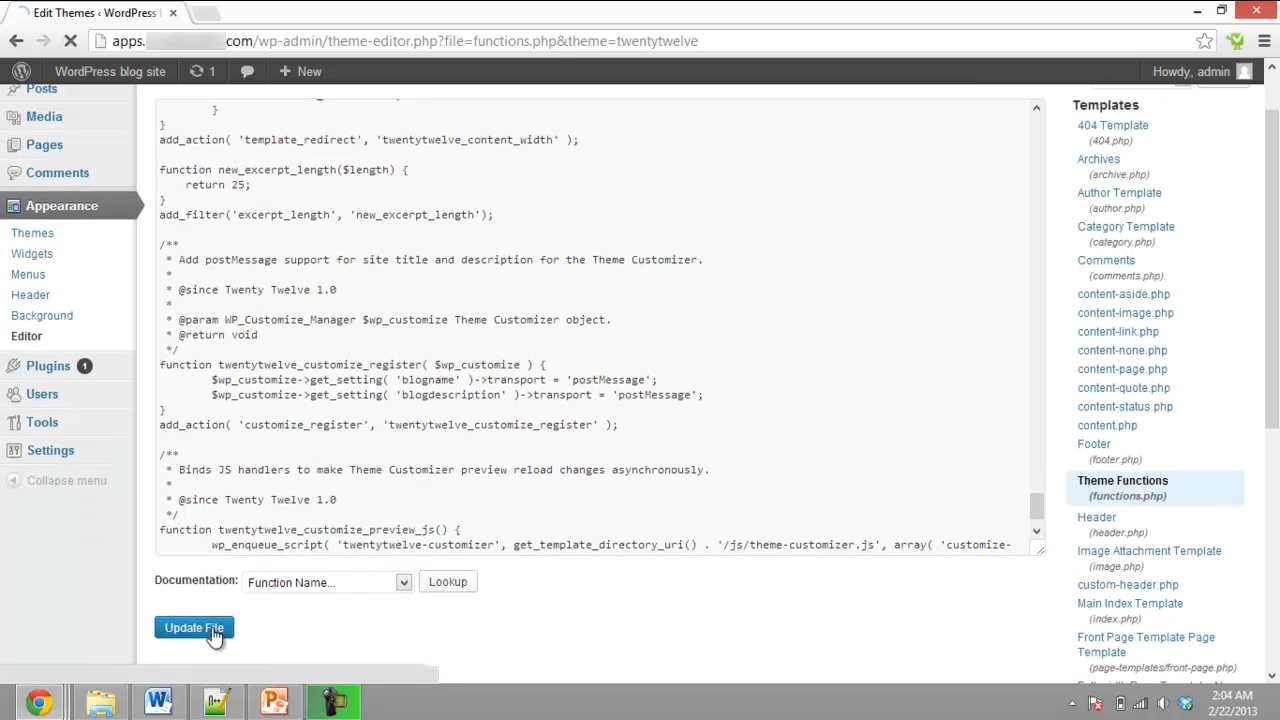 Edit Themes ‹ WordPress
apps. com/wp-admin/theme-editor.php?file=functions.php&theme=twentytwelve
WordPress blog site 1 + New Howdy, admin
Posts
Media
Pages
Comments
Appearance
Themes
Widgets
Menus
Header
Background
Editor
Plugins 1
Users
Tools
Settings
Collapse menu
}
}
add_action( 'template_redirect', 'twentytwelve_content_width' );
function new_excerpt_length($length) {
return 25;
}
add_filter('excerpt_length', 'new_excerpt_length');
/**
* Add postMessage support for site title and description for the Theme Customizer.
*
* @since Twenty Twelve 1.0
*
* @param WP_Customize_Manager $wp_customize Theme Customizer object.
* @return void
*/
function twentytwelve_customize_register( $wp_customize ) {
$wp_customize->get_setting( 'blogname' )->transport = 'postMessage';
$wp_customize->get_setting( 'blogdescription' )->transport = 'postMessage';
}
add_action( 'customize_register', 'twentytwelve_customize_register' );
/**
* Binds JS handlers to make Theme Customizer preview reload changes asynchronously.
*
* @since Twenty Twelve 1.0
*/
function twentytwelve_customize_preview_js() {
wp_enqueue_script( 'twentytwelve-customizer', get_template_directory_uri() . '/js/theme-customizer.js', array( 'customize-
Documentation: Function Name... Lookup
Update File
Templates
404 Template
(404.php)
Archives
(archive.php)
Author Template
(author.php)
Category Template
(category.php)
Comments
(comments.php)
content-aside.php
content-image.php
content-link.php
content-none.php
content-page.php
content-quote.php
content-status.php
content.php
Footer
(footer.php)
Theme Functions
(functions.php)
Header
(header.php)
Image Attachment Template
(image.php)
custom-header.php
Main Index Template
(index.php)
Front Page Template Page
Template
(page-templates/front-page.php)
2:04 AM
2/22/2013